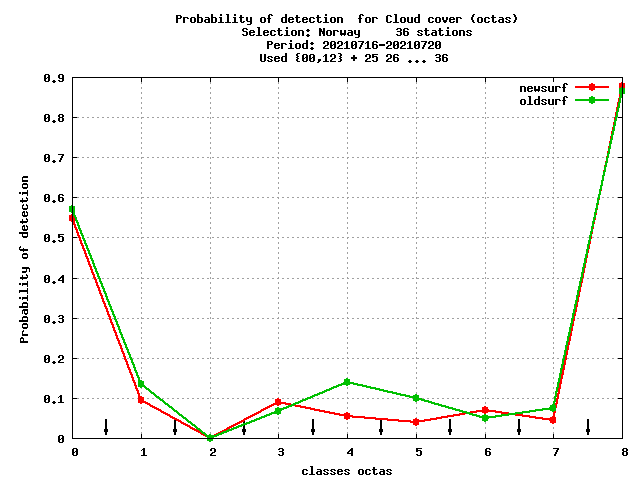 Probability of detection  for Cloud cover (octas)
Selection: Norway     36 stations
Period: 20210716-20210720
Used {00,12} + 25 26 ... 36
newsurf
oldsurf
Probability of detection
0.9
0.8
0.7
0.6
0.5
0.4
0.3
0.2
0.1
0
0 1 2 3 4 5 6 7 8
classes octas